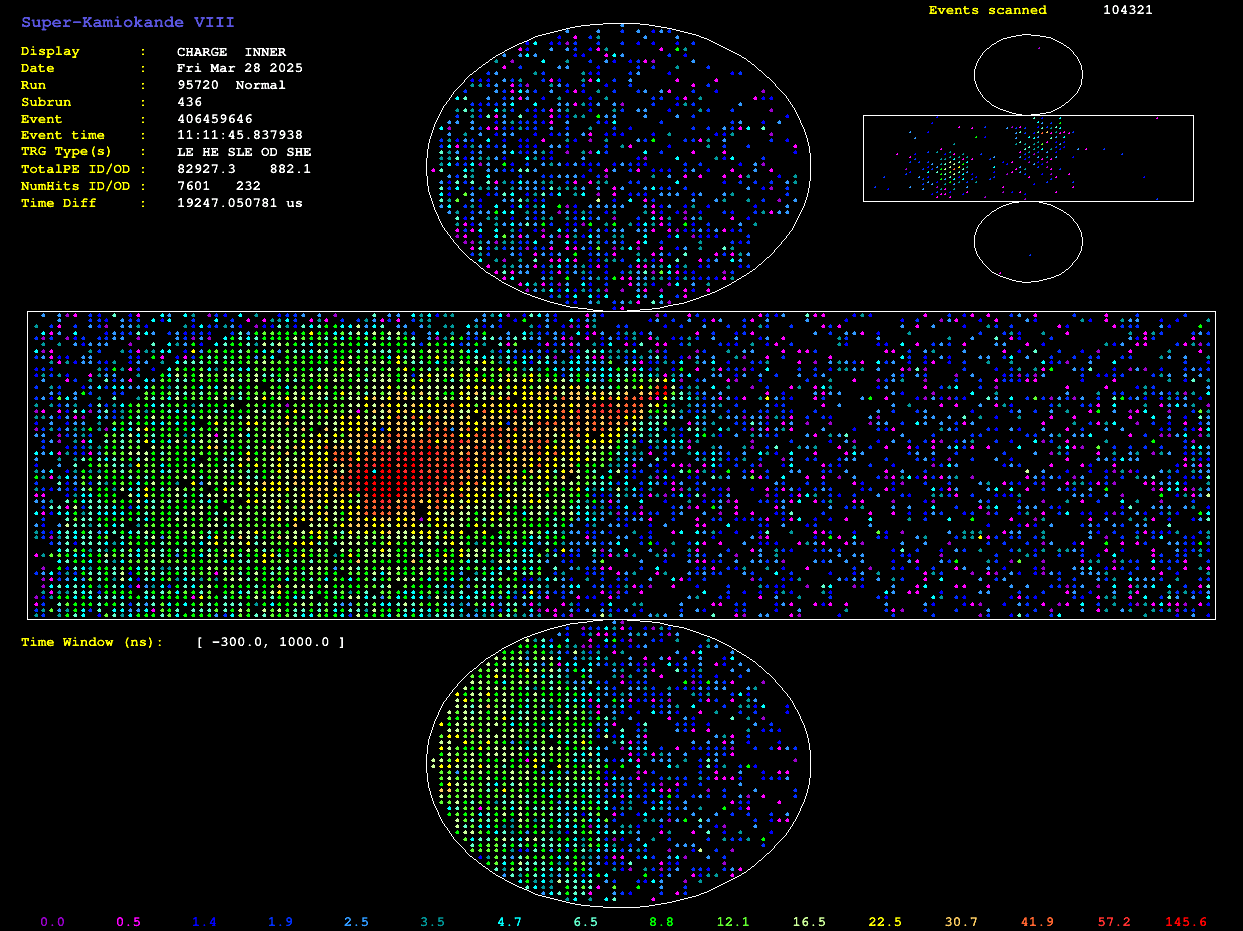 Super-Kamiokande VIII
Events scanned 104321
Display : CHARGE INNER
Date : Fri Mar 28 2025
Run : 95720 Normal
Subrun : 436
Event : 406459646
Event time : 11:11:45.837938
TRG Type(s) : LE HE SLE OD SHE
TotalPE ID/OD : 82927.3 882.1
NumHits ID/OD : 7601 232
Time Diff : 19247.050781 us
Time Window (ns): [ -300.0, 1000.0 ]
0.0 0.5 1.4 1.9 2.5 3.5 4.7 6.5 8.8 12.1 16.5 22.5 30.7 41.9 57.2 145.6